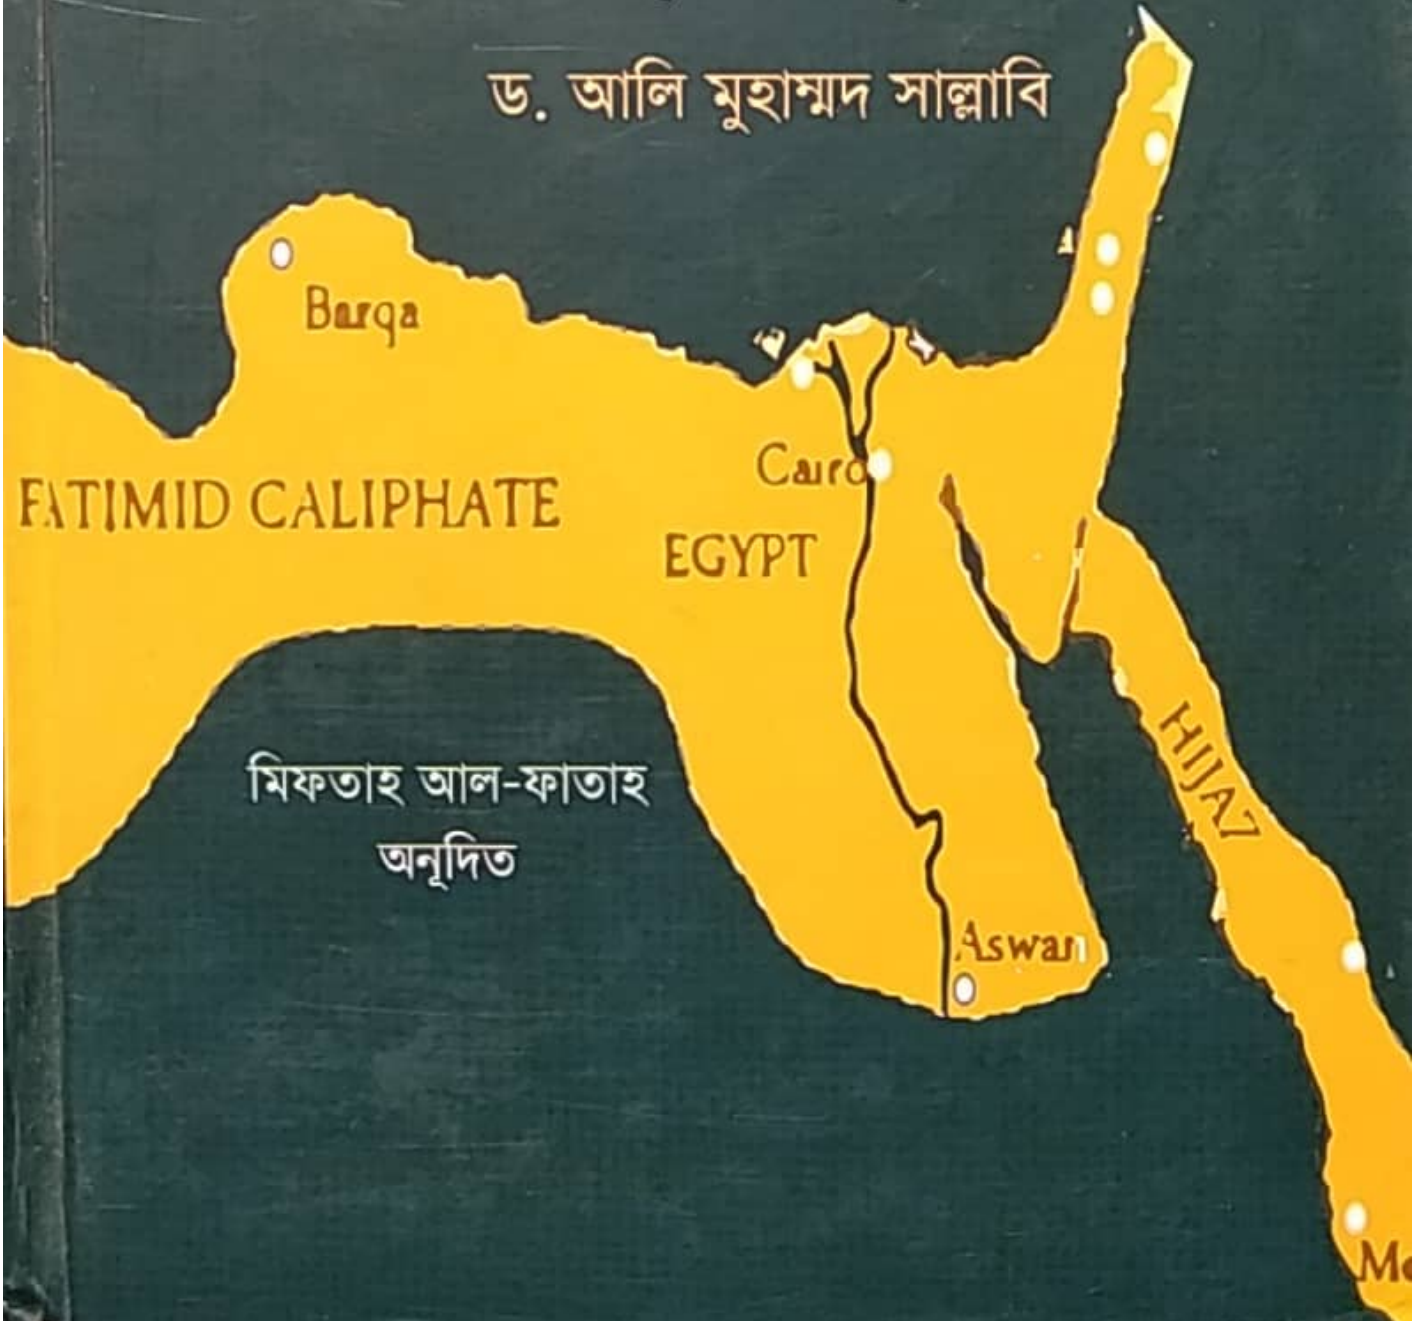 ড. আলি মুহাম্মদ সাল্লাবি
Barqa
Cairo
FATIMID CALIPHATE
EGYPT
HIJAZ
মিফতাহ আল-ফাতাহ
অনূদিত
Aswan